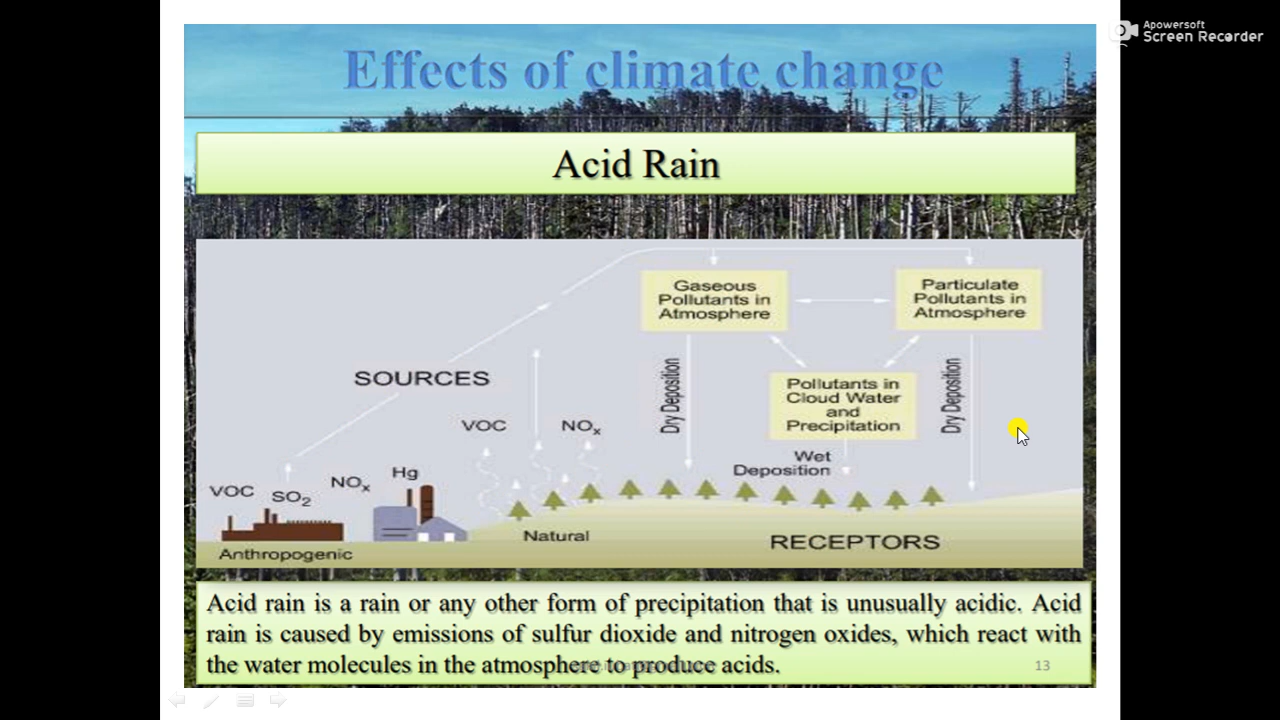 Apowersoft
Screen Recorder
Effects of climate change
Acid Rain
Gaseous
Pollutants in
Atmosphere
Particulate
Pollutants in
Atmosphere
SOURCES
Dry Deposition
Pollutants in
Cloud Water
and
Precipitation
Dry Deposition
VOC
NOx
Wet
Deposition
VOC
SO2
NOx
Hg
Natural
RECEPTORS
Anthropogenic
Acid rain is a rain or any other form of precipitation that is unusually acidic. Acid
rain is caused by emissions of sulfur dioxide and nitrogen oxides, which react with
the water molecules in the atmosphere to produce acids.
13